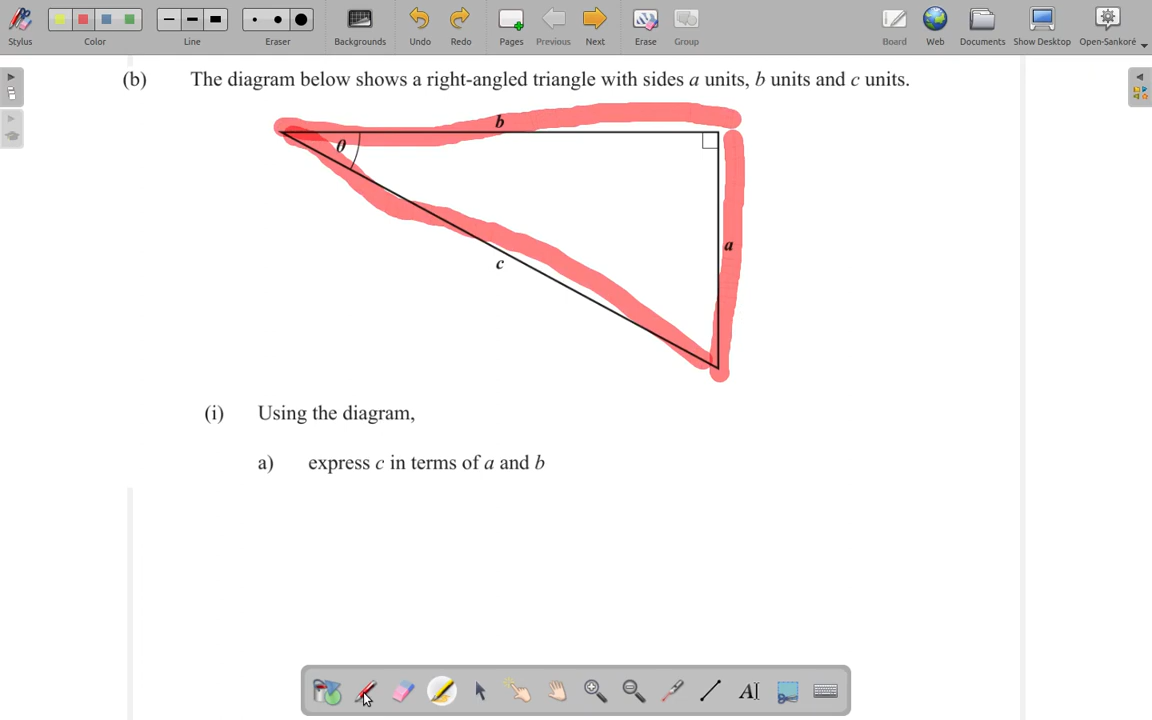 Stylus Color Line Eraser Backgrounds Undo Redo Pages Previous Next Erase Group Board Web Documents Show Desktop Open-Sankoré
(b) The diagram below shows a right-angled triangle with sides a units, b units and c units.
b
θ
a
c
(i) Using the diagram,
a) express c in terms of a and b
AI